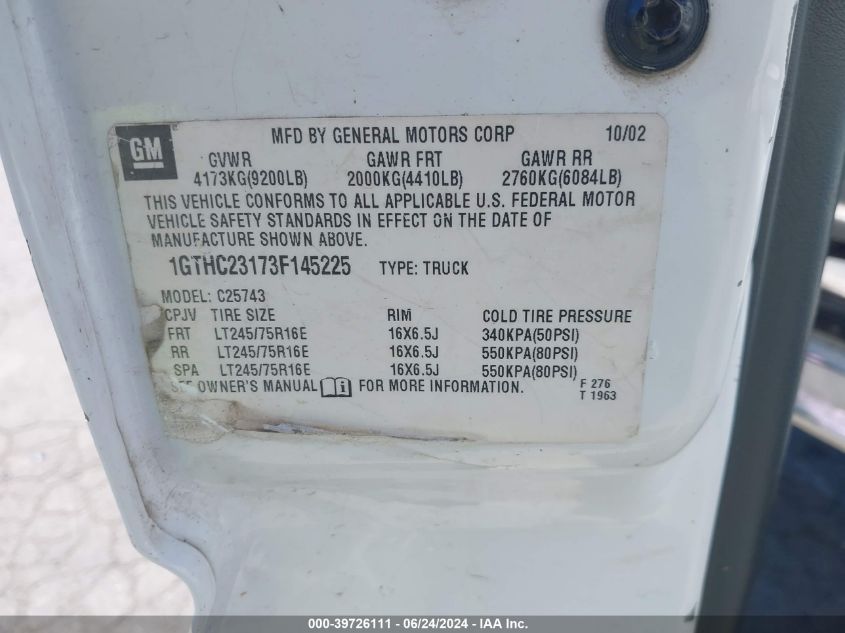 GM
MFD BY GENERAL MOTORS CORP 10/02
GVWR GAWR FRT GAWR RR
4173KG(9200LB) 2000KG(4410LB) 2760KG(6084LB)
THIS VEHICLE CONFORMS TO ALL APPLICABLE U.S. FEDERAL MOTOR
VEHICLE SAFETY STANDARDS IN EFFECT ON THE DATE OF
MANUFACTURE SHOWN ABOVE.
1GTHC23173F145225 TYPE: TRUCK
MODEL: C25743
CPJV TIRE SIZE RIM COLD TIRE PRESSURE
FRT LT245/75R16E 16X6.5J 340KPA(50PSI)
RR LT245/75R16E 16X6.5J 550KPA(80PSI)
SPA LT245/75R16E 16X6.5J 550KPA(80PSI)
SEE OWNER'S MANUAL FOR MORE INFORMATION.
F 276
T 1963
000-39726111 - 06/24/2024 - IAA Inc.